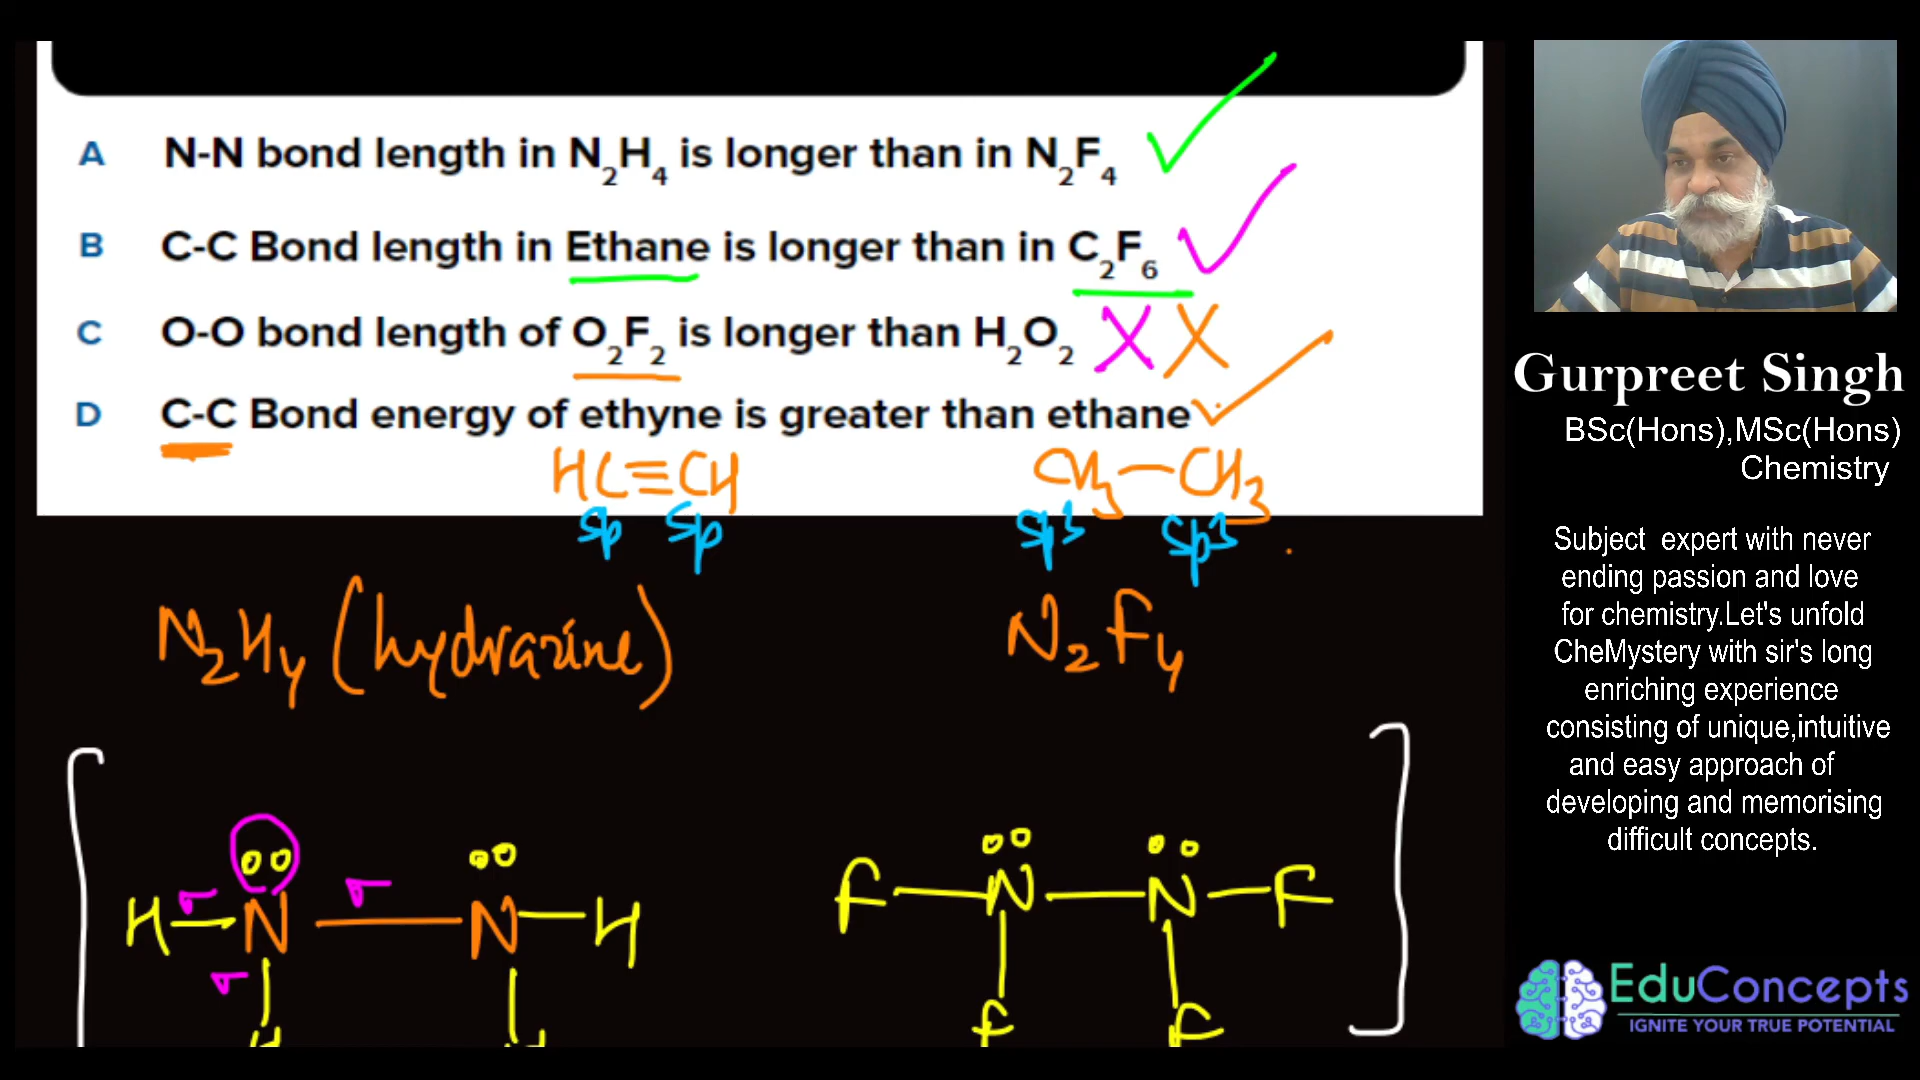 A N-N bond length in N₂H₄ is longer than in N₂F₄
B C-C Bond length in Ethane is longer than in C₂F₆
C O-O bond length of O₂F₂ is longer than H₂O₂
D C-C Bond energy of ethyne is greater than ethane
HC≡CH CH₃—CH₃
sp sp sp3 sp3
N₂H₄ (hydrazine) N₂F₄
H—N—N—H F—N—N—F
σ σ
σ
H H F F
Gurpreet Singh
BSc(Hons),MSc(Hons)
Chemistry
Subject expert with never
ending passion and love
for chemistry.Let's unfold
CheMystery with sir's long
enriching experience
consisting of unique,intuitive
and easy approach of
developing and memorising
difficult concepts.
EduConcepts
IGNITE YOUR TRUE POTENTIAL